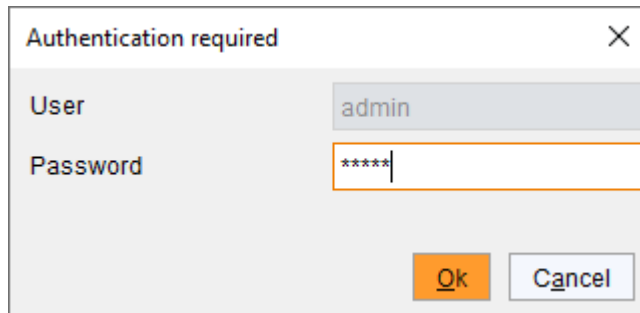 Authentication required
User admin
Password *****
Ok Cancel